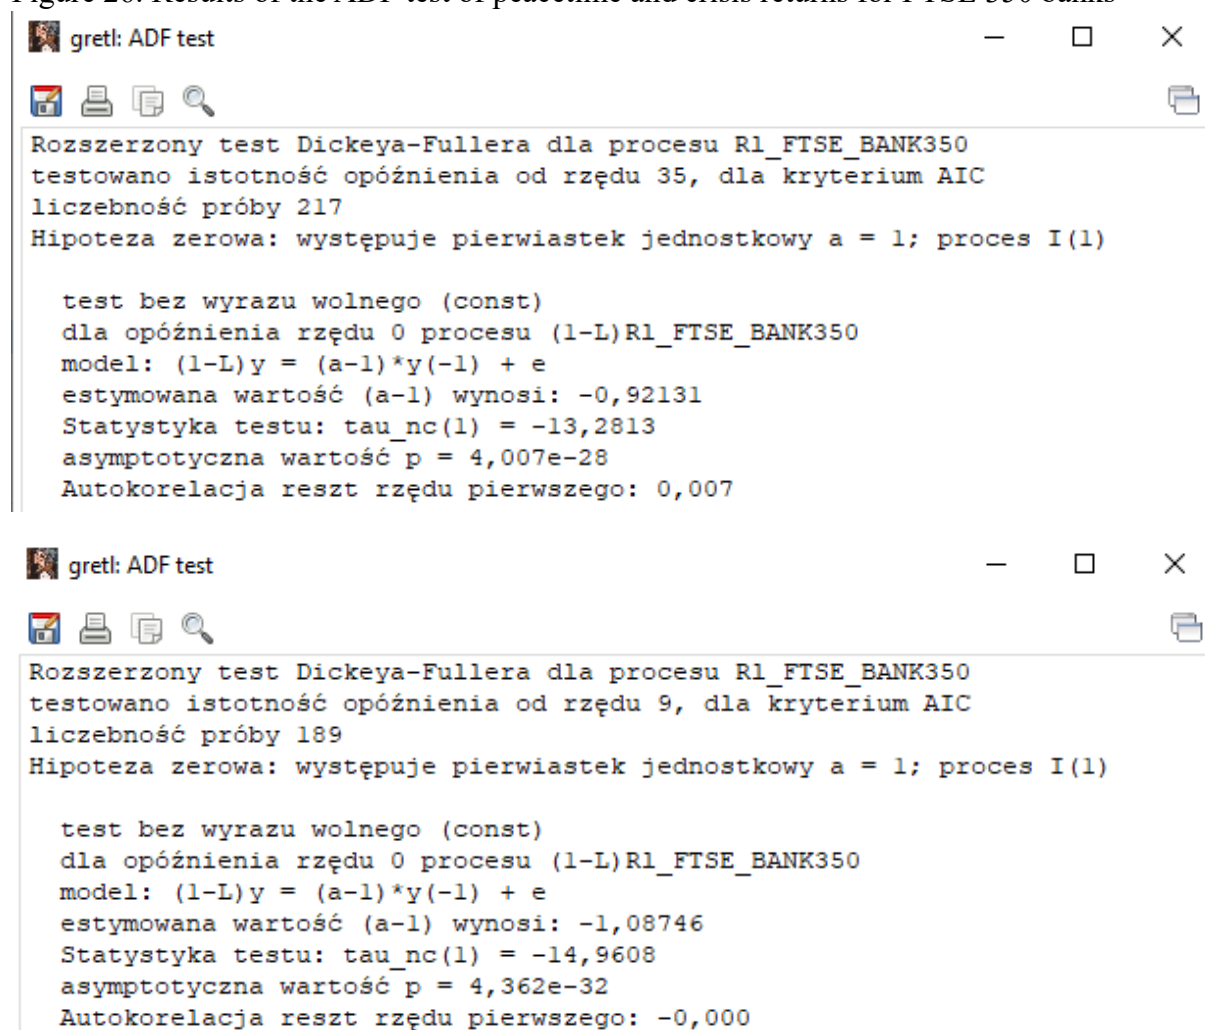 Figure 26. Results of the ADF test of peacetime and crisis returns for FTSE 350 banks
gretl: ADF test
Rozszerzony test Dickeya-Fullera dla procesu Rl_FTSE_BANK350
testowano istotność opóźnienia od rzędu 35, dla kryterium AIC
liczebność próby 217
Hipoteza zerowa: występuje pierwiastek jednostkowy a = 1; proces I(1)
test bez wyrazu wolnego (const)
dla opóźnienia rzędu 0 procesu (1-L)Rl_FTSE_BANK350
model: (1-L)y = (a-1)*y(-1) + e
estymowana wartość (a-1) wynosi: -0,92131
Statystyka testu: tau_nc(1) = -13,2813
asymptotyczna wartość p = 4,007e-28
Autokorelacja reszt rzędu pierwszego: 0,007
gretl: ADF test
Rozszerzony test Dickeya-Fullera dla procesu Rl_FTSE_BANK350
testowano istotność opóźnienia od rzędu 9, dla kryterium AIC
liczebność próby 189
Hipoteza zerowa: występuje pierwiastek jednostkowy a = 1; proces I(1)
test bez wyrazu wolnego (const)
dla opóźnienia rzędu 0 procesu (1-L)Rl_FTSE_BANK350
model: (1-L)y = (a-1)*y(-1) + e
estymowana wartość (a-1) wynosi: -1,08746
Statystyka testu: tau_nc(1) = -14,9608
asymptotyczna wartość p = 4,362e-32
Autokorelacja reszt rzędu pierwszego: -0,000